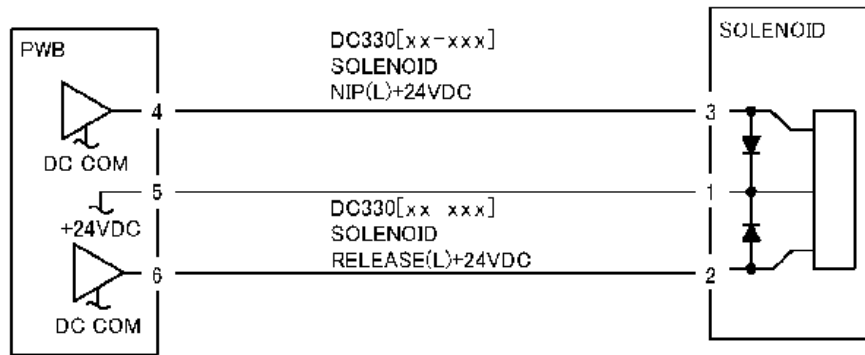 PWB
DC330[xx-xxx]
SOLENOID
NIP(L)+24VDC
SOLENOID
4
3
DC COM
5
1
+24VDC
DC330[xx xxx]
SOLENOID
RELEASE(L)+24VDC
6
2
DC COM